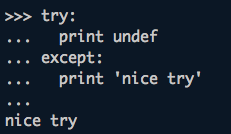 >>> try:
...   print undef
... except:
...   print 'nice try'
...
nice try